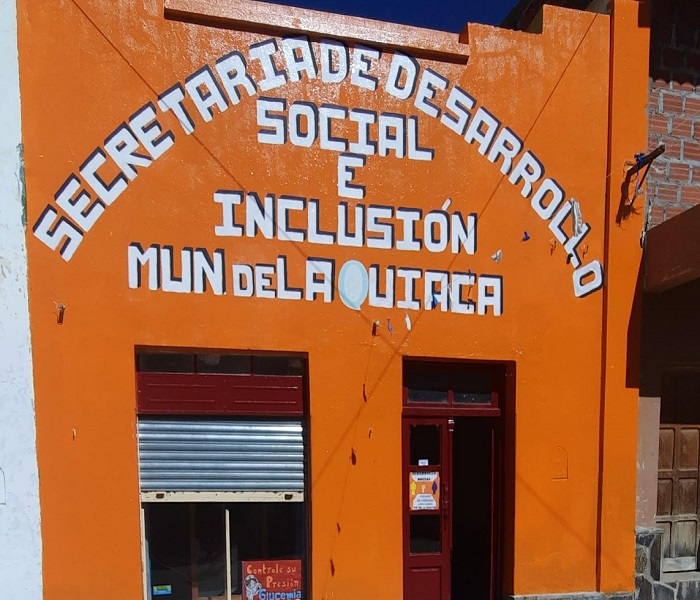 SECRETARIA DE DESARROLLO
SOCIAL
E
INCLUSIÓN
MUN DE LA QUIACA
Controle su
Presión
Glucemia